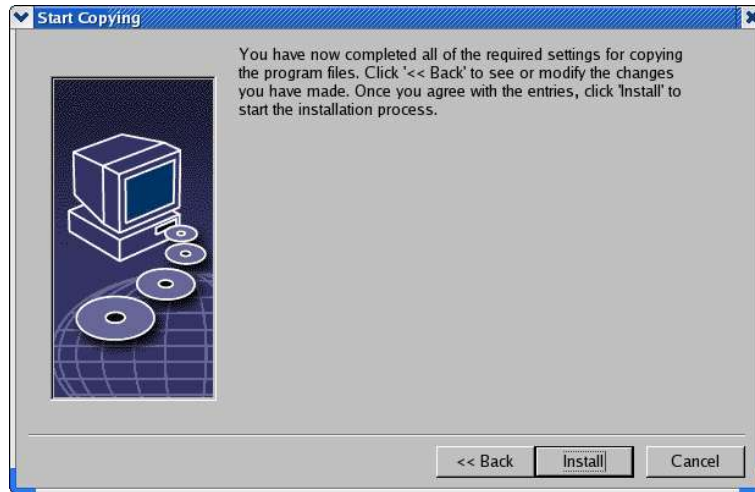 Start Copying
You have now completed all of the required settings for copying
the program files. Click '<< Back' to see or modify the changes
you have made. Once you agree with the entries, click 'Install' to
start the installation process.
<< Back
Install
Cancel